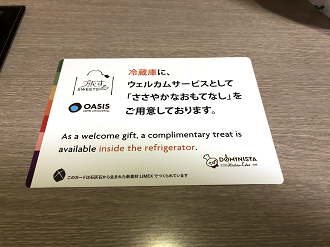 旅す
SWEETS
OASIS
冷蔵庫に、
ウェルカムサービスとして
「ささやかなおもてなし」を
ご用意しております。
As a welcome gift, a complimentary treat is
available inside the refrigerator.
DOMINISTA
このカードは石灰石から生まれた新素材 LIMEX でつくられています